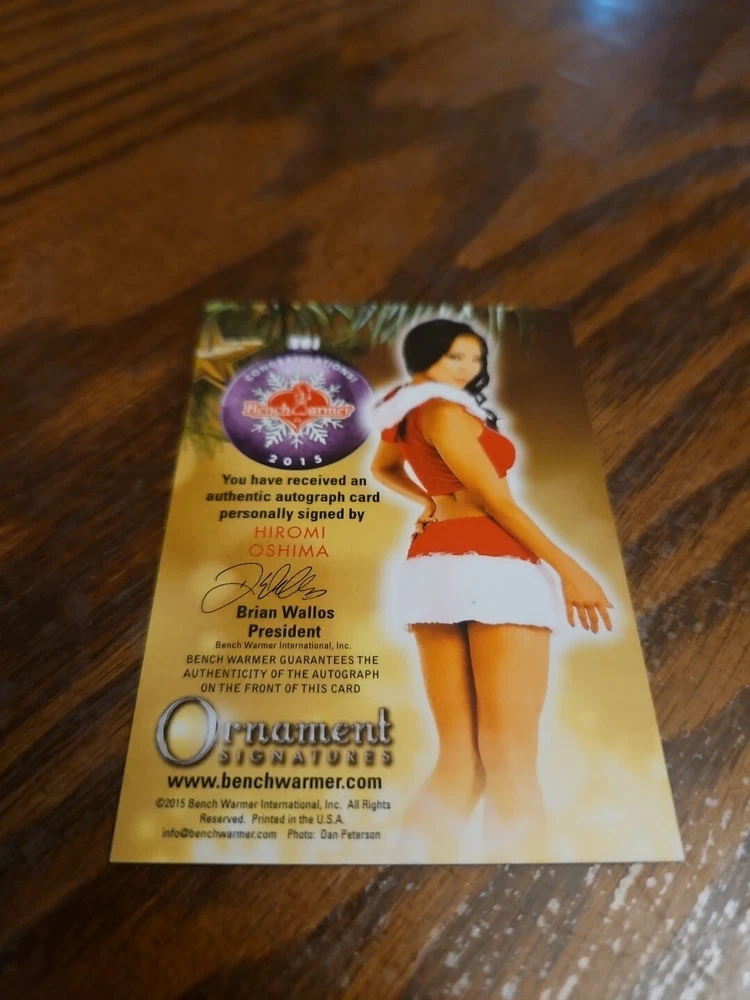 CONGRATULATIONS!
BenchWarmer
2015
You have received an
authentic autograph card
personally signed by
HIROMI
OSHIMA
Brian Wallos
President
Bench Warmer International, Inc.
BENCH WARMER GUARANTEES THE
AUTHENTICITY OF THE AUTOGRAPH
ON THE FRONT OF THIS CARD
Ornament
SIGNATURES
www.benchwarmer.com
©2015 Bench Warmer International, Inc. All Rights
Reserved. Printed in the U.S.A.
info@benchwarmer.com Photo: Dan Peterson